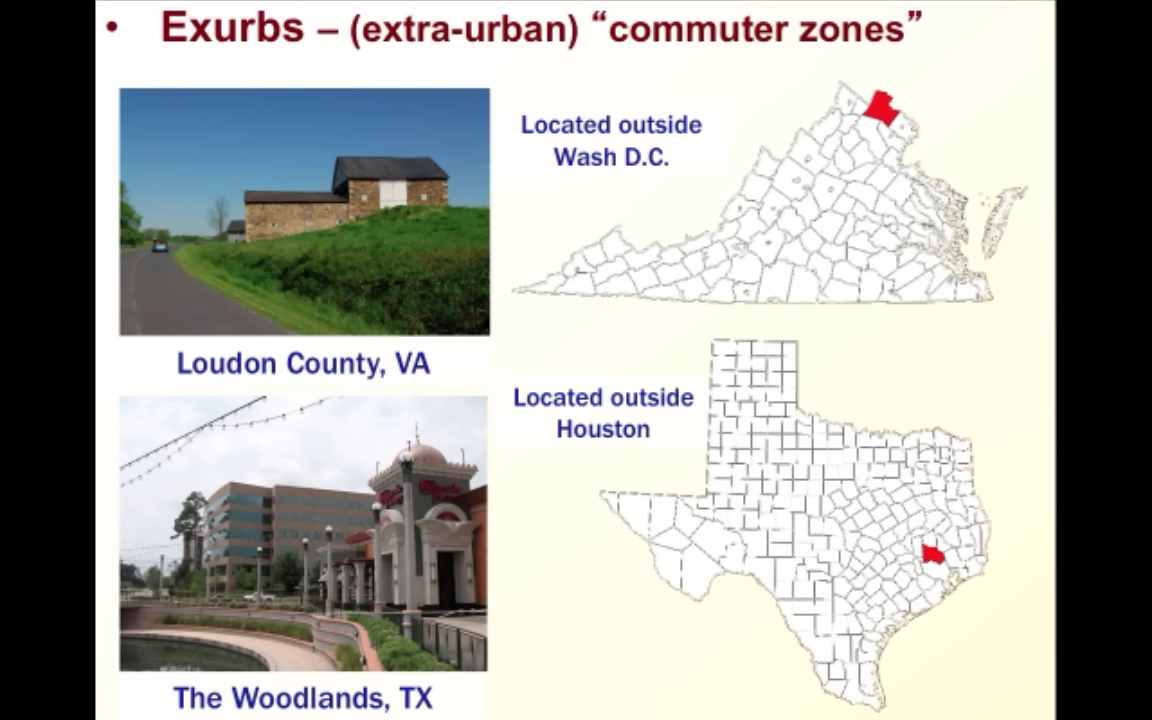 • Exurbs – (extra-urban) “commuter zones”
Located outside
Wash D.C.
Loudon County, VA
Located outside
Houston
The Woodlands, TX